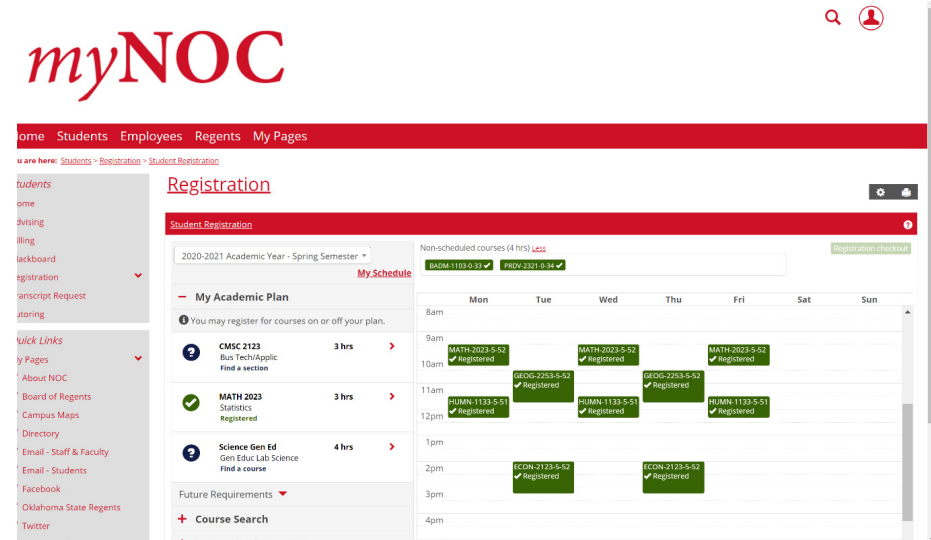 myNOC
ome Students Employees Regents My Pages
u are here: Students > Registration > Student Registration
tudents
ome
dvising
illing
lackboard
egistration
ranscript Request
utoring
uick Links
y Pages
About NOC
Board of Regents
Campus Maps
Directory
Email - Staff & Faculty
Email - Students
Facebook
Oklahoma State Regents
Twitter
Registration
Student Registration
2020-2021 Academic Year - Spring Semester
My Schedule
My Academic Plan
You may register for courses on or off your plan.
CMSC 2123 3 hrs
Bus Tech/Applic
Find a section
MATH 2023 3 hrs
Statistics
Registered
Science Gen Ed 4 hrs
Gen Educ Lab Science
Find a course
Future Requirements
Course Search
Non-scheduled courses (4 hrs) Less
Registration checkout
BADM-1103-0-33 PRDV-2321-0-34
Mon Tue Wed Thu Fri Sat Sun
8am
9am
MATH-2023-5-52 MATH-2023-5-52 MATH-2023-5-52
Registered Registered Registered
10am
GEOG-2253-5-52 GEOG-2253-5-52
Registered Registered
11am
HUMN-1133-5-51 HUMN-1133-5-51 HUMN-1133-5-51
Registered Registered Registered
12pm
1pm
2pm
ECON-2123-5-52 ECON-2123-5-52
Registered Registered
3pm
4pm